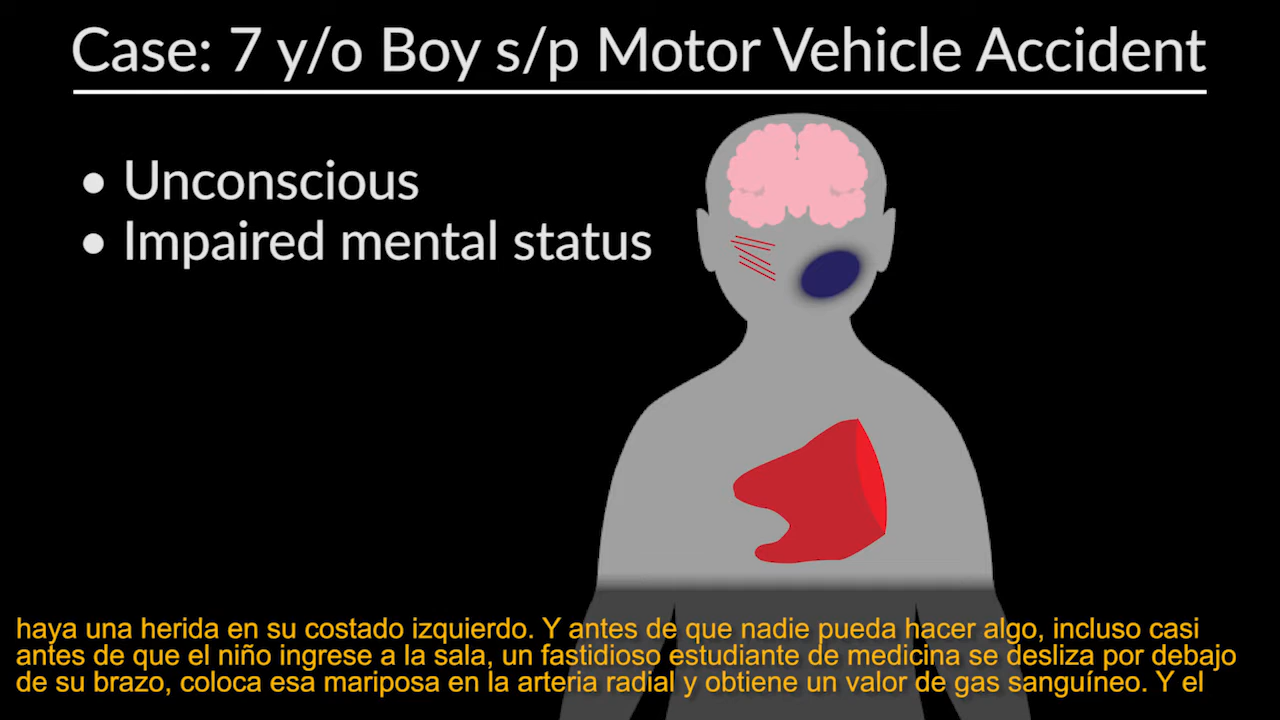 Case: 7 y/o Boy s/p Motor Vehicle Accident
• Unconscious
• Impaired mental status
haya una herida en su costado izquierdo. Y antes de que nadie pueda hacer algo, incluso casi
antes de que el niño ingrese a la sala, un fastidioso estudiante de medicina se desliza por debajo
de su brazo, coloca esa mariposa en la arteria radial y obtiene un valor de gas sanguíneo. Y el